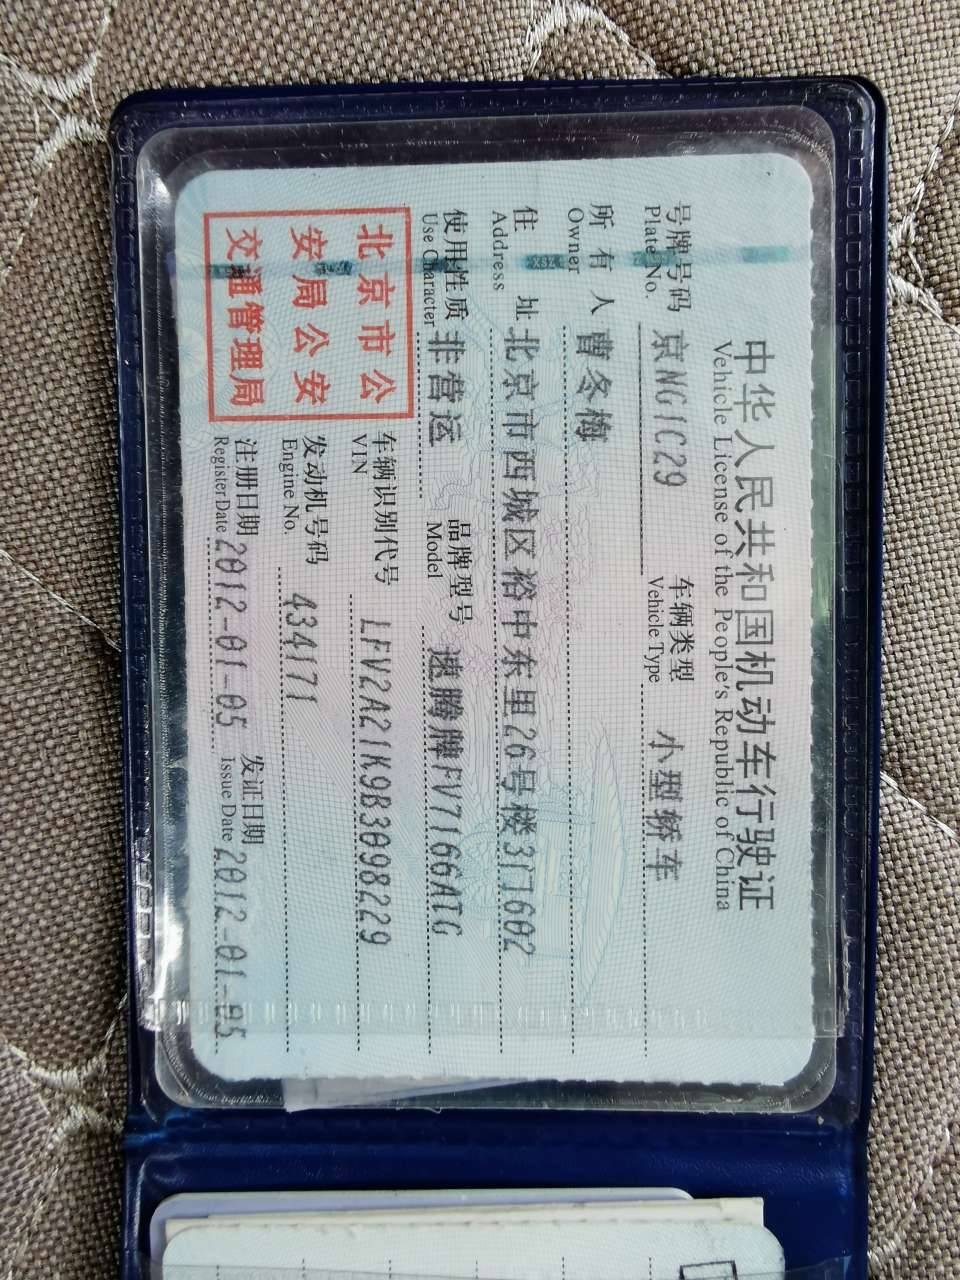 中华人民共和国机动车行驶证
Vehicle License of the People's Republic of China
号牌号码 京NG1C29 车辆类型 小型轿车
Plate No. Vehicle Type
所有人 曹冬梅
Owner
住址 北京市西城区裕中东里26号楼3门602
Address
使用性质 非营运 品牌型号 速腾牌FV7166ATG
Use Character Model
北京市公
安局公安
交通管理局
车辆识别代号 LFV2A21K9B3098229
VIN
发动机号码 434171
Engine No.
注册日期 2012-01-05 发证日期 2012-01-05
Register Date Issue Date